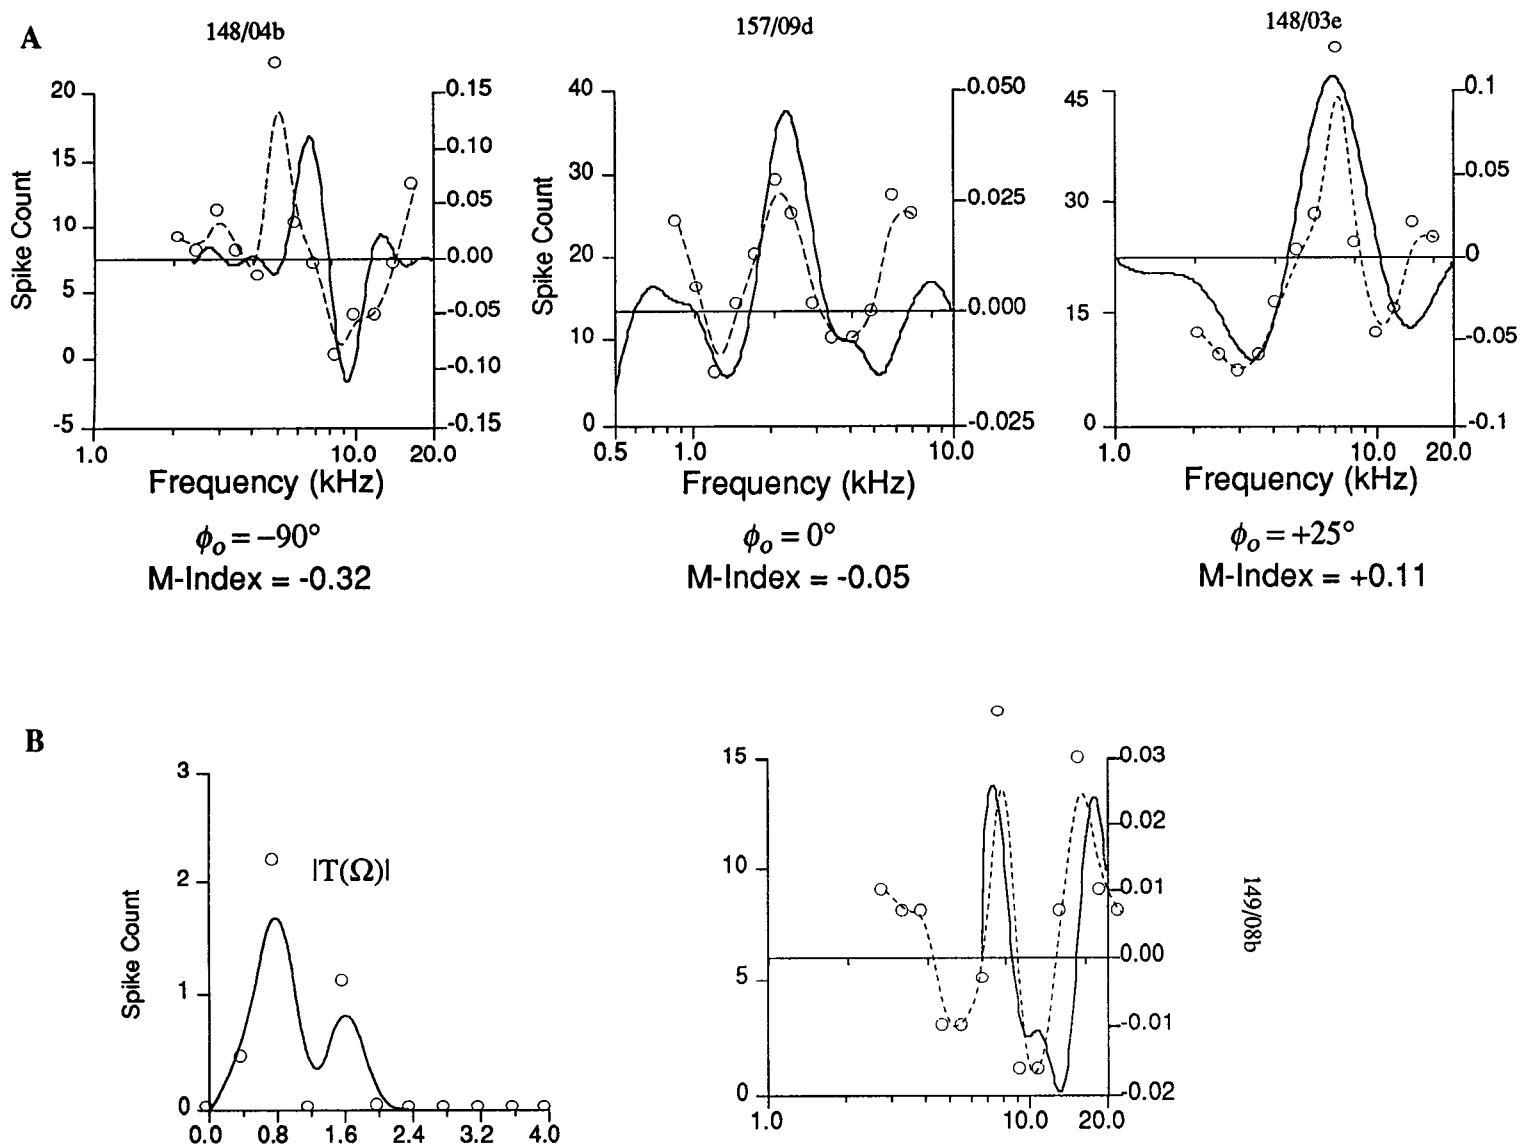 A
148/04b
157/09d
148/03e
20
15
10
5
0
-5
Spike Count
0.15
0.10
0.05
0.00
-0.05
-0.10
-0.15
1.0
10.0
20.0
Frequency (kHz)
ϕo = −90°
M-Index = -0.32
40
30
20
10
0
Spike Count
0.050
0.025
0.000
-0.025
0.5
1.0
10.0
Frequency (kHz)
ϕo = 0°
M-Index = -0.05
45
30
15
0
0.1
0.05
0
-0.05
-0.1
1.0
10.0
20.0
Frequency (kHz)
ϕo = +25°
M-Index = +0.11
B
3
2
1
0
Spike Count
|T(Ω)|
0.0 0.8 1.6 2.4 3.2 4.0
15
10
5
0
0.03
0.02
0.01
0.00
-0.01
-0.02
1.0
10.0
20.0
149/08b